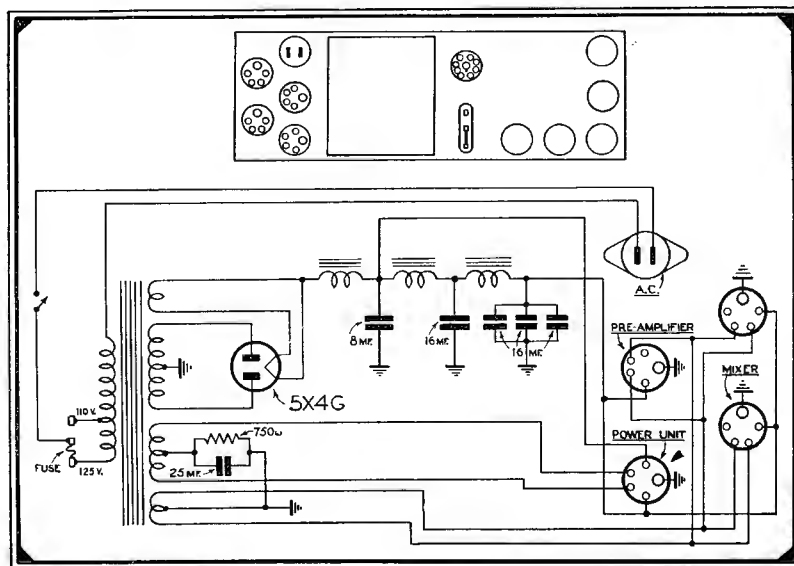 A.C.
PRE-AMPLIFIER
MIXER
8 MF.
16 MF.
16 MF.
5X4G
110 V.
750ω
POWER UNIT
FUSE
125 V.
25 MF.